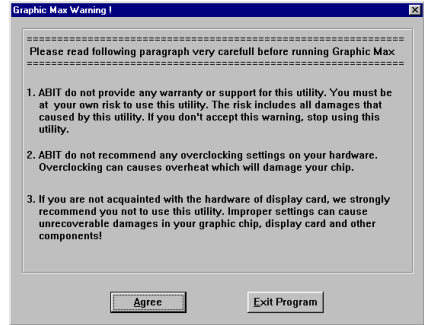 Graphic Max Warning !
================================================================
Please read following paragraph very carefull before running Graphic Max
================================================================
1. ABIT do not provide any warranty or support for this utility. You must be
at your own risk to use this utility. The risk includes all damages that
caused by this utility. If you don't accept this warning, stop using this
utility.
2. ABIT do not recommend any overclocking settings on your hardware.
Overclocking can causes overheat which will damage your chip.
3. If you are not acquainted with the hardware of display card, we strongly
recommend you not to use this utility. Improper settings can cause
unrecoverable damages in your graphic chip, display card and other
components!
Agree
Exit Program